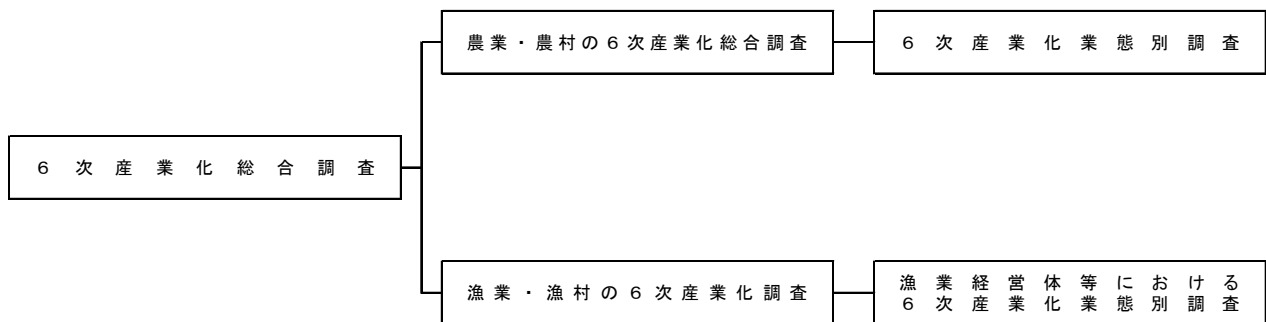 農業・農村の６次産業化総合調査
６次産業化業態別調査
６次産業化総合調査
漁業・漁村の６次産業化調査
漁業経営体等における
６次産業化業態別調査